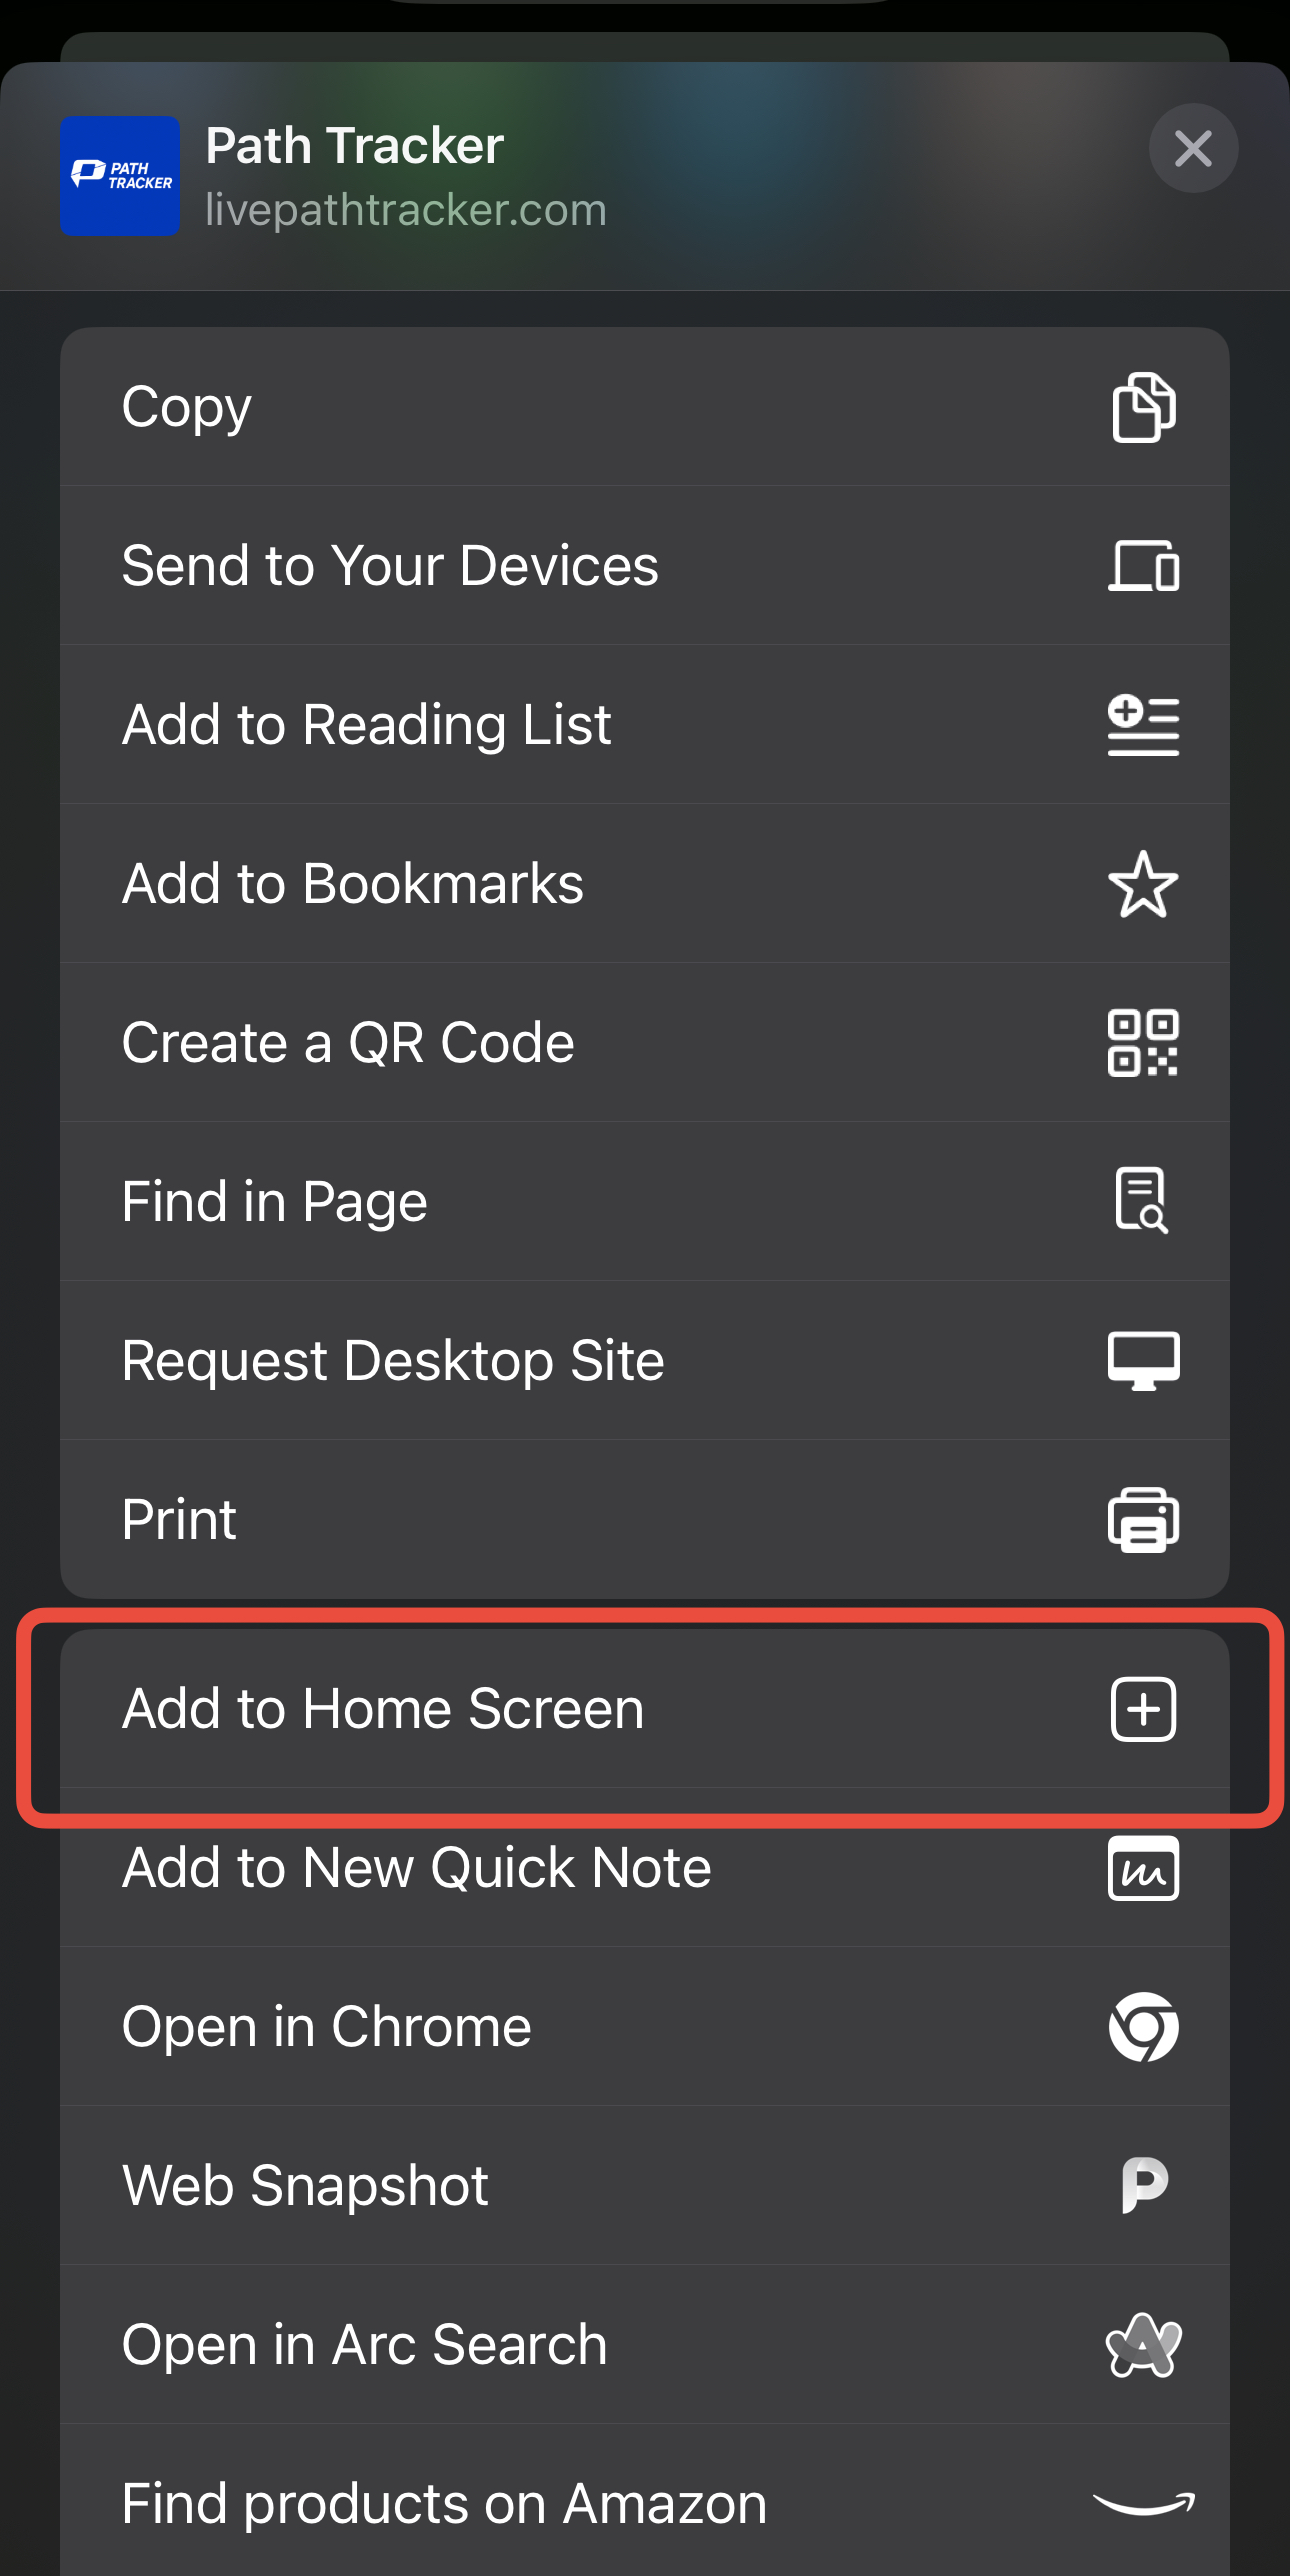 PATH
TRACKER
Path Tracker
livepathtracker.com
Copy
Send to Your Devices
Add to Reading List
Add to Bookmarks
Create a QR Code
Find in Page
Request Desktop Site
Print
Add to Home Screen
Add to New Quick Note
Open in Chrome
Web Snapshot
Open in Arc Search
Find products on Amazon